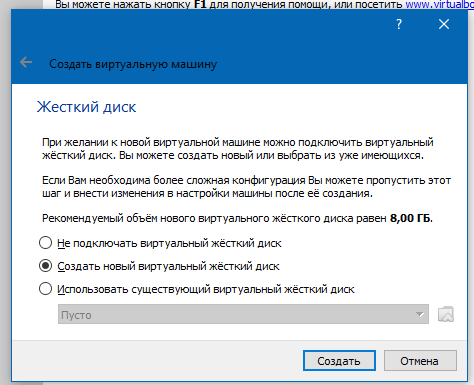 Вы можете нажать кнопку F1 для получения помощи, или посетить www.virtualbo
?
Создать виртуальную машину
Жесткий диск
При желании к новой виртуальной машине можно подключить виртуальный
жёсткий диск. Вы можете создать новый или выбрать из уже имеющихся.
Если Вам необходима более сложная конфигурация Вы можете пропустить этот
шаг и внести изменения в настройки машины после её создания.
Рекомендуемый объём нового виртуального жёсткого диска равен 8,00 ГБ.
Не подключать виртуальный жёсткий диск
Создать новый виртуальный жёсткий диск
Использовать существующий виртуальный жёсткий диск
Пусто
Создать
Отмена